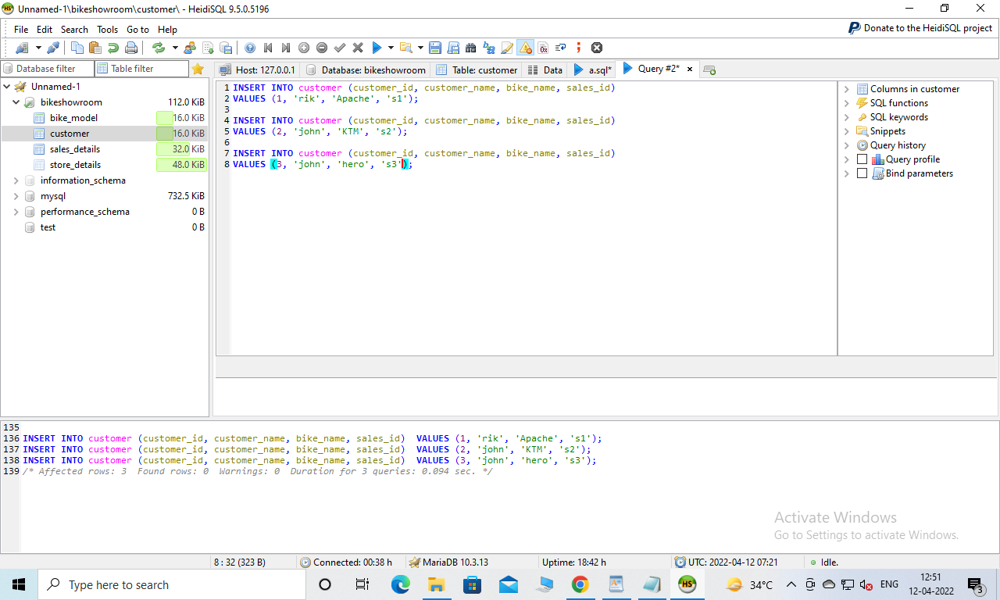 Unnamed-1\bikeshowroom\customer\ - HeidiSQL 9.5.0.5196
File Edit Search Tools Go to Help
Donate to the HeidiSQL project
Database filter
Table filter
Host: 127.0.0.1
Database: bikeshowroom
Table: customer
Data
a.sql*
Query #2*
Unnamed-1
bikeshowroom 112.0 KiB
bike_model 16.0 KiB
customer 16.0 KiB
sales_details 32.0 KiB
store_details 48.0 KiB
information_schema
mysql 732.5 KiB
performance_schema 0 B
test 0 B
1 INSERT INTO customer (customer_id, customer_name, bike_name, sales_id)
2 VALUES (1, 'rik', 'Apache', 's1');
3
4 INSERT INTO customer (customer_id, customer_name, bike_name, sales_id)
5 VALUES (2, 'john', 'KTM', 's2');
6
7 INSERT INTO customer (customer_id, customer_name, bike_name, sales_id)
8 VALUES (3, 'john', 'hero', 's3');
Columns in customer
SQL functions
SQL keywords
Snippets
Query history
Query profile
Bind parameters
135
136 INSERT INTO customer (customer_id, customer_name, bike_name, sales_id)  VALUES (1, 'rik', 'Apache', 's1');
137 INSERT INTO customer (customer_id, customer_name, bike_name, sales_id)  VALUES (2, 'john', 'KTM', 's2');
138 INSERT INTO customer (customer_id, customer_name, bike_name, sales_id)  VALUES (3, 'john', 'hero', 's3');
139 /* Affected rows: 3  Found rows: 0  Warnings: 0  Duration for 3 queries: 0.094 sec. */
Activate Windows
Go to Settings to activate Windows.
8 : 32 (323 B)
Connected: 00:38 h
MariaDB 10.3.13
Uptime: 18:42 h
UTC: 2022-04-12 07:21
Idle.
Type here to search
HS
34°C
ENG
12:51
12-04-2022
3